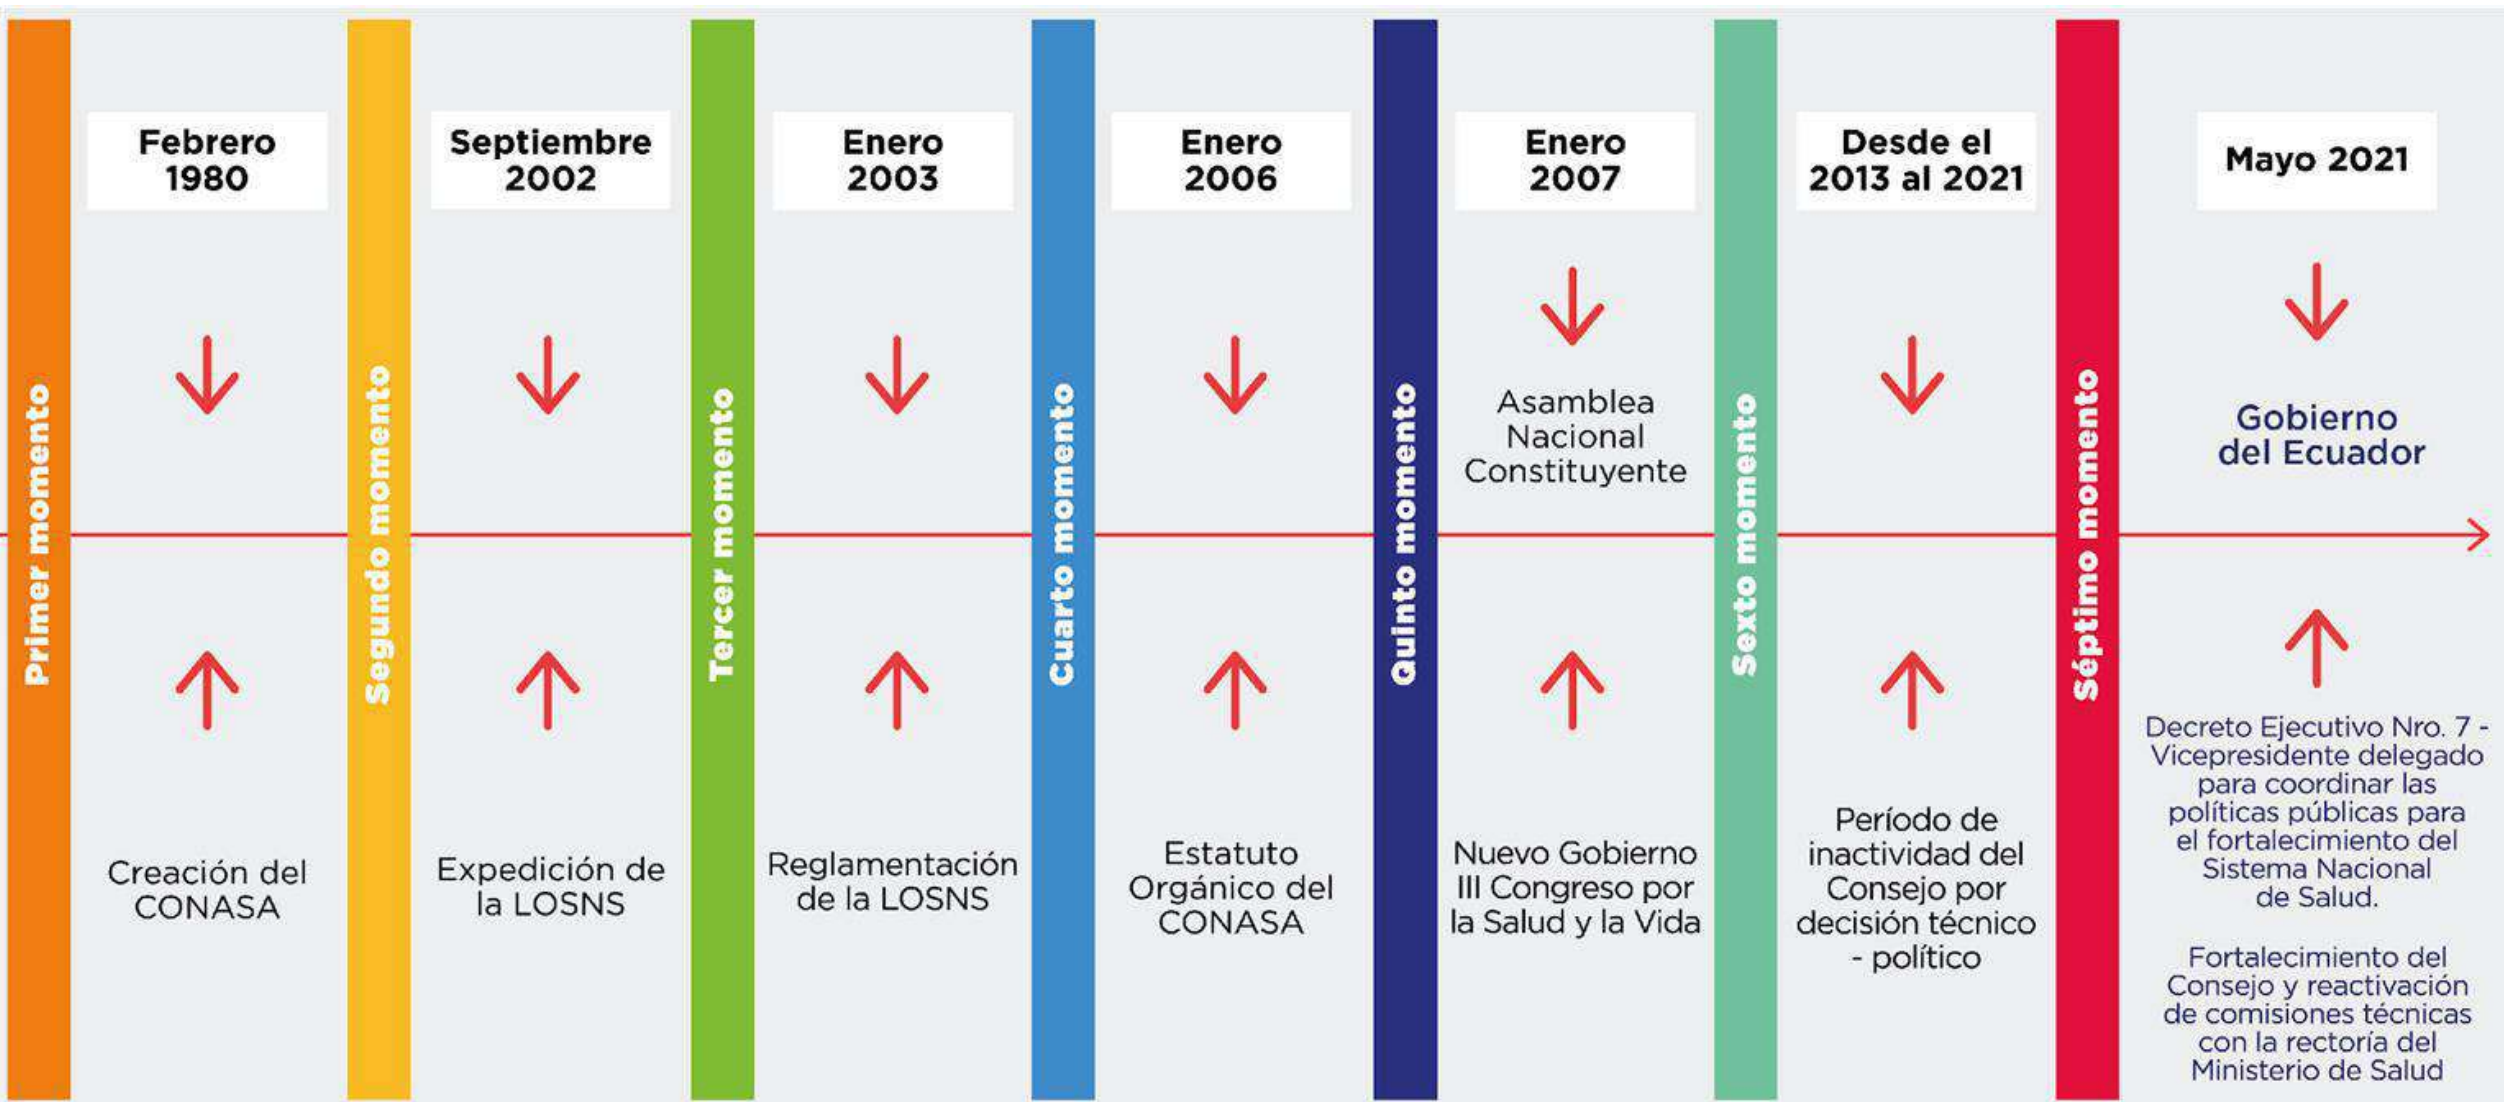 Primer momento
Febrero
1980
Creación del
CONASA
Segundo momento
Septiembre
2002
Expedición de
la LOSNS
Tercer momento
Enero
2003
Reglamentación
de la LOSNS
Cuarto momento
Enero
2006
Estatuto
Orgánico del
CONASA
Quinto momento
Enero
2007
Asamblea
Nacional
Constituyente
Nuevo Gobierno
III Congreso por
la Salud y la Vida
Sexto momento
Desde el
2013 al 2021
Período de
inactividad del
Consejo por
decisión técnico
- político
Séptimo momento
Mayo 2021
Gobierno
del Ecuador
Decreto Ejecutivo Nro. 7 -
Vicepresidente delegado
para coordinar las
políticas públicas para
el fortalecimiento del
Sistema Nacional
de Salud.
Fortalecimiento del
Consejo y reactivación
de comisiones técnicas
con la rectoría del
Ministerio de Salud